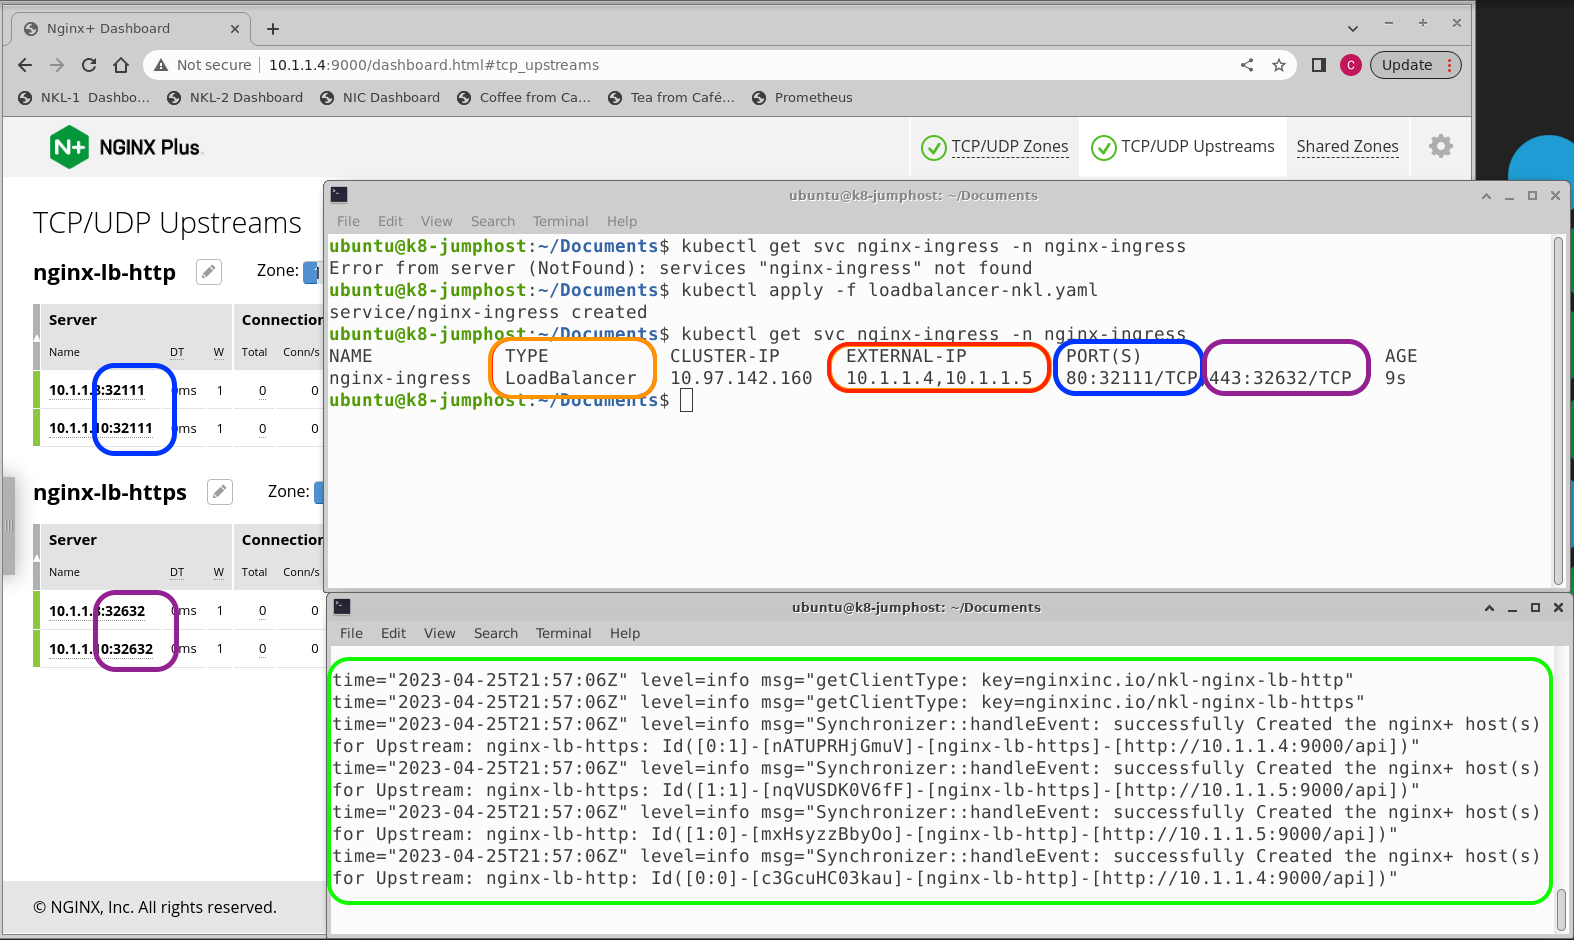 Nginx+ Dashboard
Not secure 10.1.1.4:9000/dashboard.html#tcp_upstreams
C
Update
NKL-1 Dashbo...
NKL-2 Dashboard
NIC Dashboard
Coffee from Ca...
Tea from Café...
Prometheus
N+ NGINX Plus
TCP/UDP Zones
TCP/UDP Upstreams
Shared Zones
TCP/UDP Upstreams
nginx-lb-http Zone:
Server Connection
Name DT W Total Conn/s
:32111 0ms 1 0 0
10.1.1.10:32111 0ms 1 0 0
nginx-lb-https Zone:
Server Connection
Name DT W Total Conn/s
:32632 0ms 1 0 0
10.1.1.10:32632 0ms 1 0 0
© NGINX, Inc. All rights reserved.
ubuntu@k8-jumphost: ~/Documents
File Edit View Search Terminal Help
ubuntu@k8-jumphost:~/Documents$ kubectl get svc nginx-ingress -n nginx-ingress
Error from server (NotFound): services "nginx-ingress" not found
ubuntu@k8-jumphost:~/Documents$ kubectl apply -f loadbalancer-nkl.yaml
service/nginx-ingress created
ubuntu@k8-jumphost:~/Documents$ kubectl get svc nginx-ingress -n nginx-ingress
NAME TYPE CLUSTER-IP EXTERNAL-IP PORT(S) AGE
nginx-ingress LoadBalancer 10.97.142.160 10.1.1.4,10.1.1.5 80:32111/TCP,443:32632/TCP 9s
ubuntu@k8-jumphost:~/Documents$
ubuntu@k8-jumphost: ~/Documents
File Edit View Search Terminal Help
time="2023-04-25T21:57:06Z" level=info msg="getClientType: key=nginxinc.io/nkl-nginx-lb-http"
time="2023-04-25T21:57:06Z" level=info msg="getClientType: key=nginxinc.io/nkl-nginx-lb-https"
time="2023-04-25T21:57:06Z" level=info msg="Synchronizer::handleEvent: successfully Created the nginx+ host(s)
for Upstream: nginx-lb-https: Id([0:1]-[nATUPRHjGmuV]-[nginx-lb-https]-[http://10.1.1.4:9000/api])"
time="2023-04-25T21:57:06Z" level=info msg="Synchronizer::handleEvent: successfully Created the nginx+ host(s)
for Upstream: nginx-lb-https: Id([1:1]-[nqVUSDK0V6fF]-[nginx-lb-https]-[http://10.1.1.5:9000/api])"
time="2023-04-25T21:57:06Z" level=info msg="Synchronizer::handleEvent: successfully Created the nginx+ host(s)
for Upstream: nginx-lb-http: Id([1:0]-[mxHsyzzBbyOo]-[nginx-lb-http]-[http://10.1.1.5:9000/api])"
time="2023-04-25T21:57:06Z" level=info msg="Synchronizer::handleEvent: successfully Created the nginx+ host(s)
for Upstream: nginx-lb-http: Id([0:0]-[c3GcuHC03kau]-[nginx-lb-http]-[http://10.1.1.4:9000/api])"